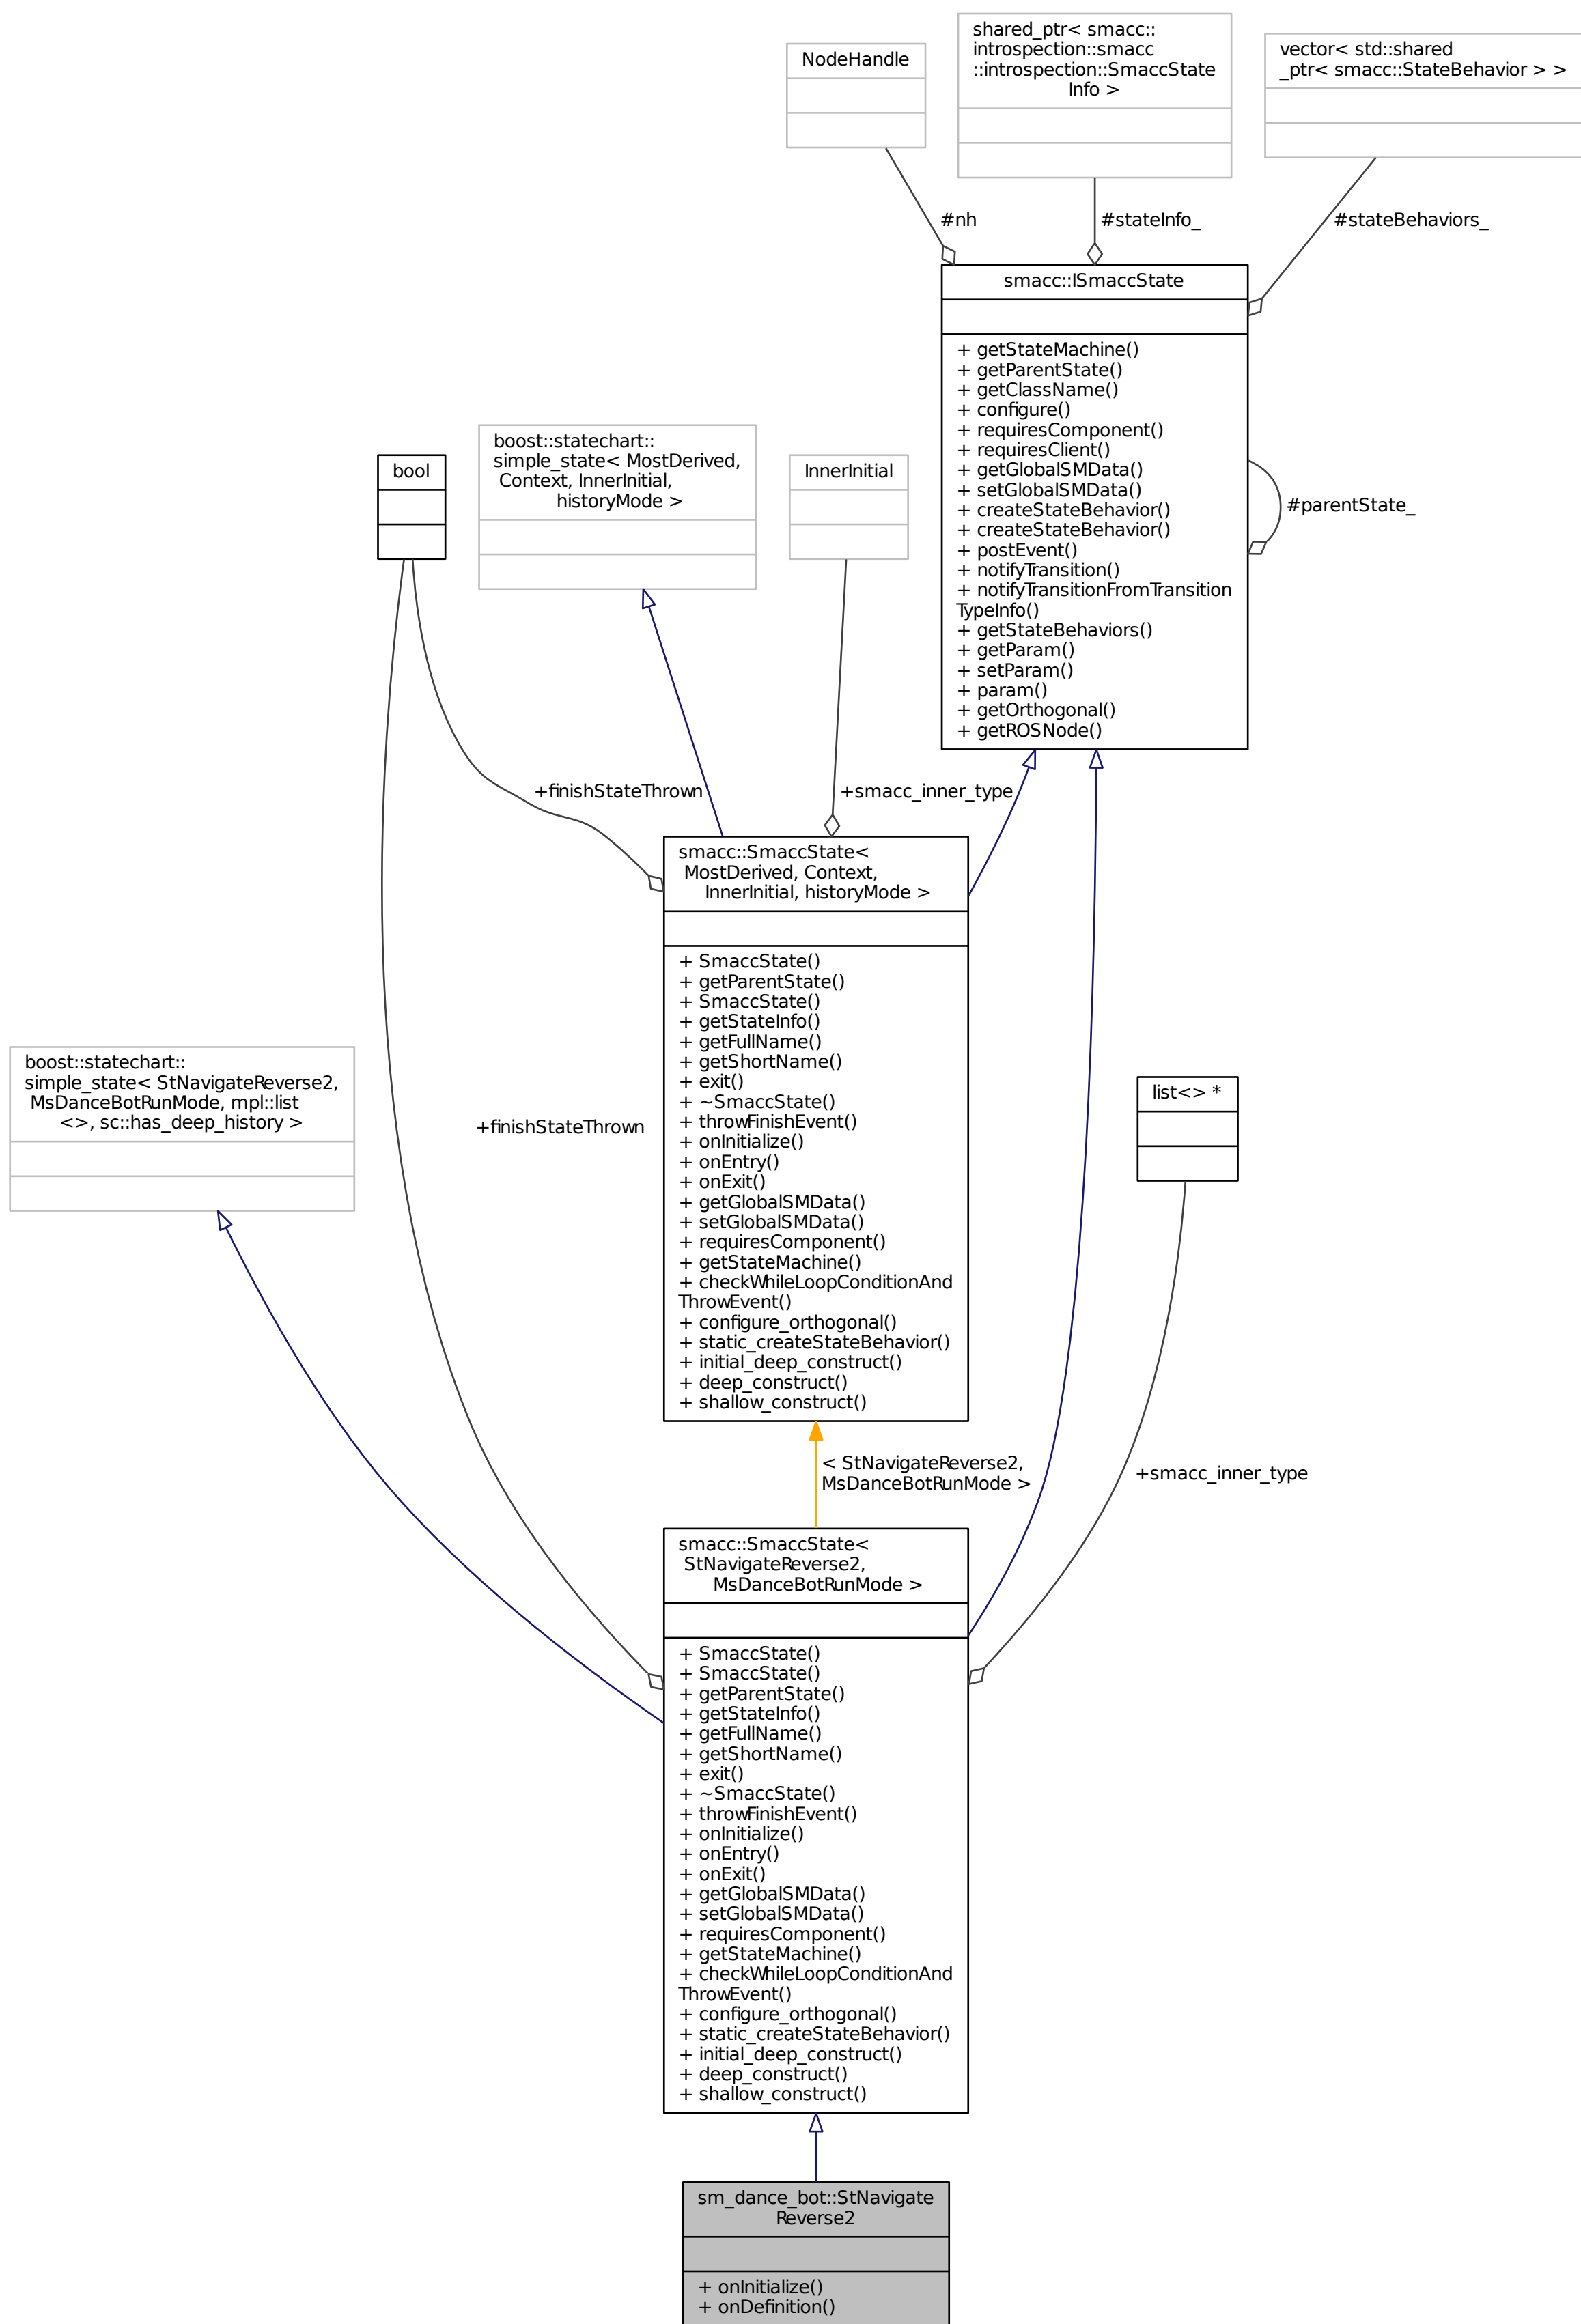 shared_ptr< smacc::
introspection::smacc
::introspection::SmaccState
Info >
NodeHandle
vector< std::shared
_ptr< smacc::StateBehavior > >
#nh
#stateInfo_
#stateBehaviors_
smacc::ISmaccState
+ getStateMachine()
+ getParentState()
+ getClassName()
+ configure()
+ requiresComponent()
+ requiresClient()
+ getGlobalSMData()
+ setGlobalSMData()
+ createStateBehavior()
+ createStateBehavior()
+ postEvent()
+ notifyTransition()
+ notifyTransitionFromTransition
TypeInfo()
+ getStateBehaviors()
+ getParam()
+ setParam()
+ param()
+ getOrthogonal()
+ getROSNode()
#parentState_
boost::statechart::
simple_state< MostDerived,
Context, InnerInitial,
historyMode >
bool
InnerInitial
+finishStateThrown
+smacc_inner_type
smacc::SmaccState<
MostDerived, Context,
InnerInitial, historyMode >
+ SmaccState()
+ getParentState()
+ SmaccState()
+ getStateInfo()
+ getFullName()
+ getShortName()
+ exit()
+ ~SmaccState()
+ throwFinishEvent()
+ onInitialize()
+ onEntry()
+ onExit()
+ getGlobalSMData()
+ setGlobalSMData()
+ requiresComponent()
+ getStateMachine()
+ checkWhileLoopConditionAnd
ThrowEvent()
+ configure_orthogonal()
+ static_createStateBehavior()
+ initial_deep_construct()
+ deep_construct()
+ shallow_construct()
boost::statechart::
simple_state< StNavigateReverse2,
MsDanceBotRunMode, mpl::list
<>, sc::has_deep_history >
+finishStateThrown
list<> *
< StNavigateReverse2,
MsDanceBotRunMode >
+smacc_inner_type
smacc::SmaccState<
StNavigateReverse2,
MsDanceBotRunMode >
+ SmaccState()
+ SmaccState()
+ getParentState()
+ getStateInfo()
+ getFullName()
+ getShortName()
+ exit()
+ ~SmaccState()
+ throwFinishEvent()
+ onInitialize()
+ onEntry()
+ onExit()
+ getGlobalSMData()
+ setGlobalSMData()
+ requiresComponent()
+ getStateMachine()
+ checkWhileLoopConditionAnd
ThrowEvent()
+ configure_orthogonal()
+ static_createStateBehavior()
+ initial_deep_construct()
+ deep_construct()
+ shallow_construct()
sm_dance_bot::StNavigate
Reverse2
+ onInitialize()
+ onDefinition()